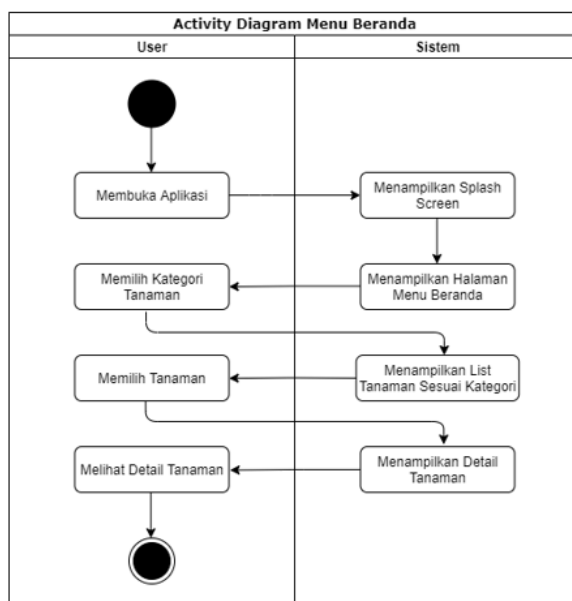 Activity Diagram Menu Beranda
User
Sistem
Membuka Aplikasi
Menampilkan Splash
Screen
Memilih Kategori
Tanaman
Menampilkan Halaman
Menu Beranda
Memilih Tanaman
Menampilkan List
Tanaman Sesuai Kategori
Melihat Detail Tanaman
Menampilkan Detail
Tanaman